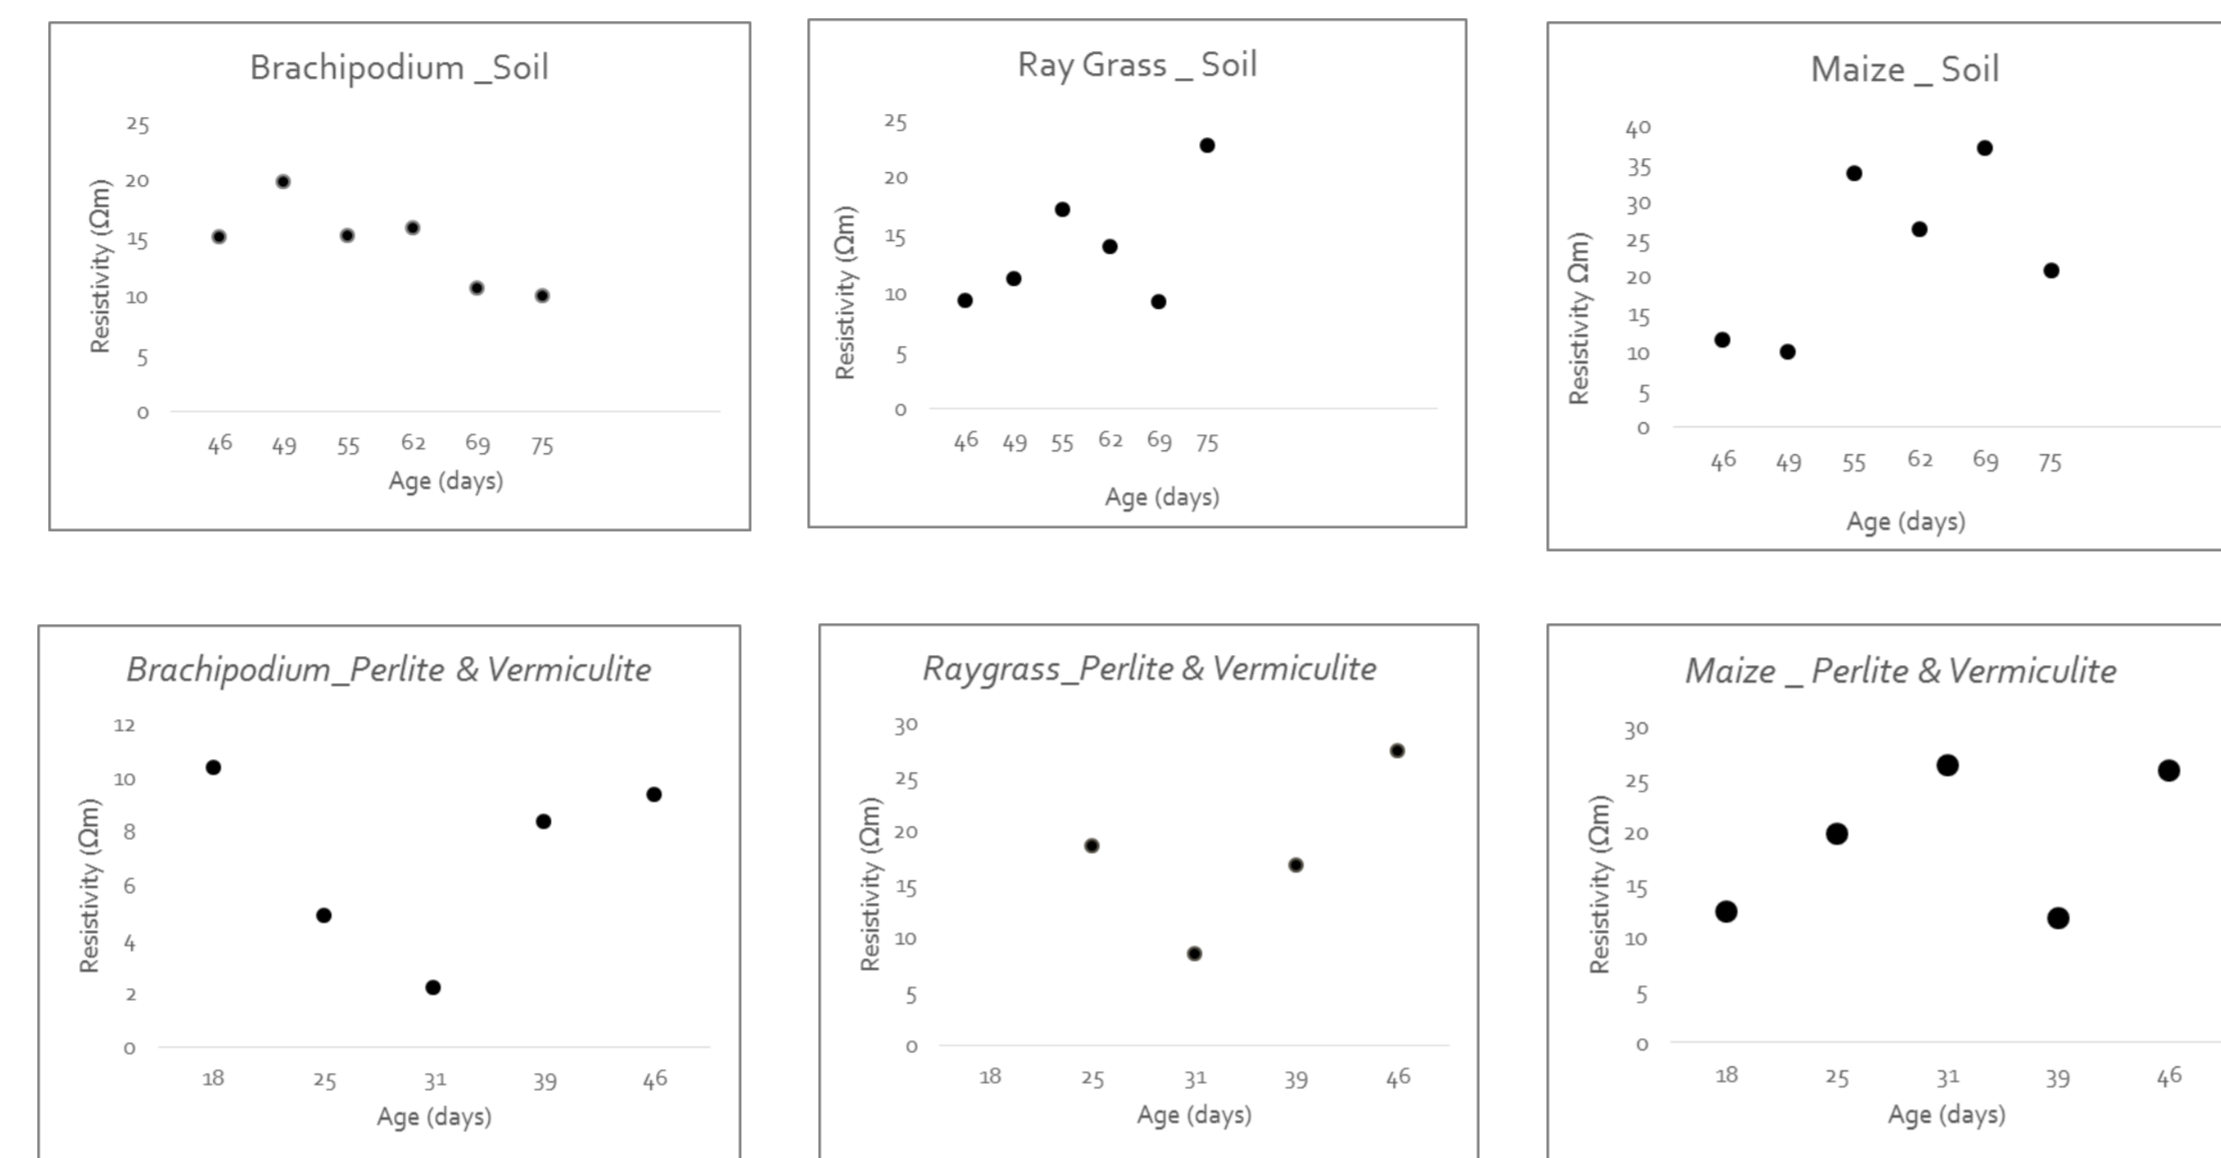 Brachipodium _Soil
25
20
15
10
5
0
Resistivity (Ωm)
46 49 55 62 69 75
Age (days)
Ray Grass _ Soil
25
20
15
10
5
0
Resistivity (Ωm)
46 49 55 62 69 75
Age (days)
Maize _ Soil
40
35
30
25
20
15
10
5
0
Resistivity Ωm)
46 49 55 62 69 75
Age (days)
Brachipodium_Perlite & Vermiculite
12
10
8
6
4
2
0
Resistivity (Ωm)
18 25 31 39 46
Age (days)
Raygrass_Perlite & Vermiculite
30
25
20
15
10
5
0
Resistivity (Ωm)
18 25 31 39 46
Age (days)
Maize _ Perlite & Vermiculite
30
25
20
15
10
5
0
Resistivity (Ωm)
18 25 31 39 46
Age (days)